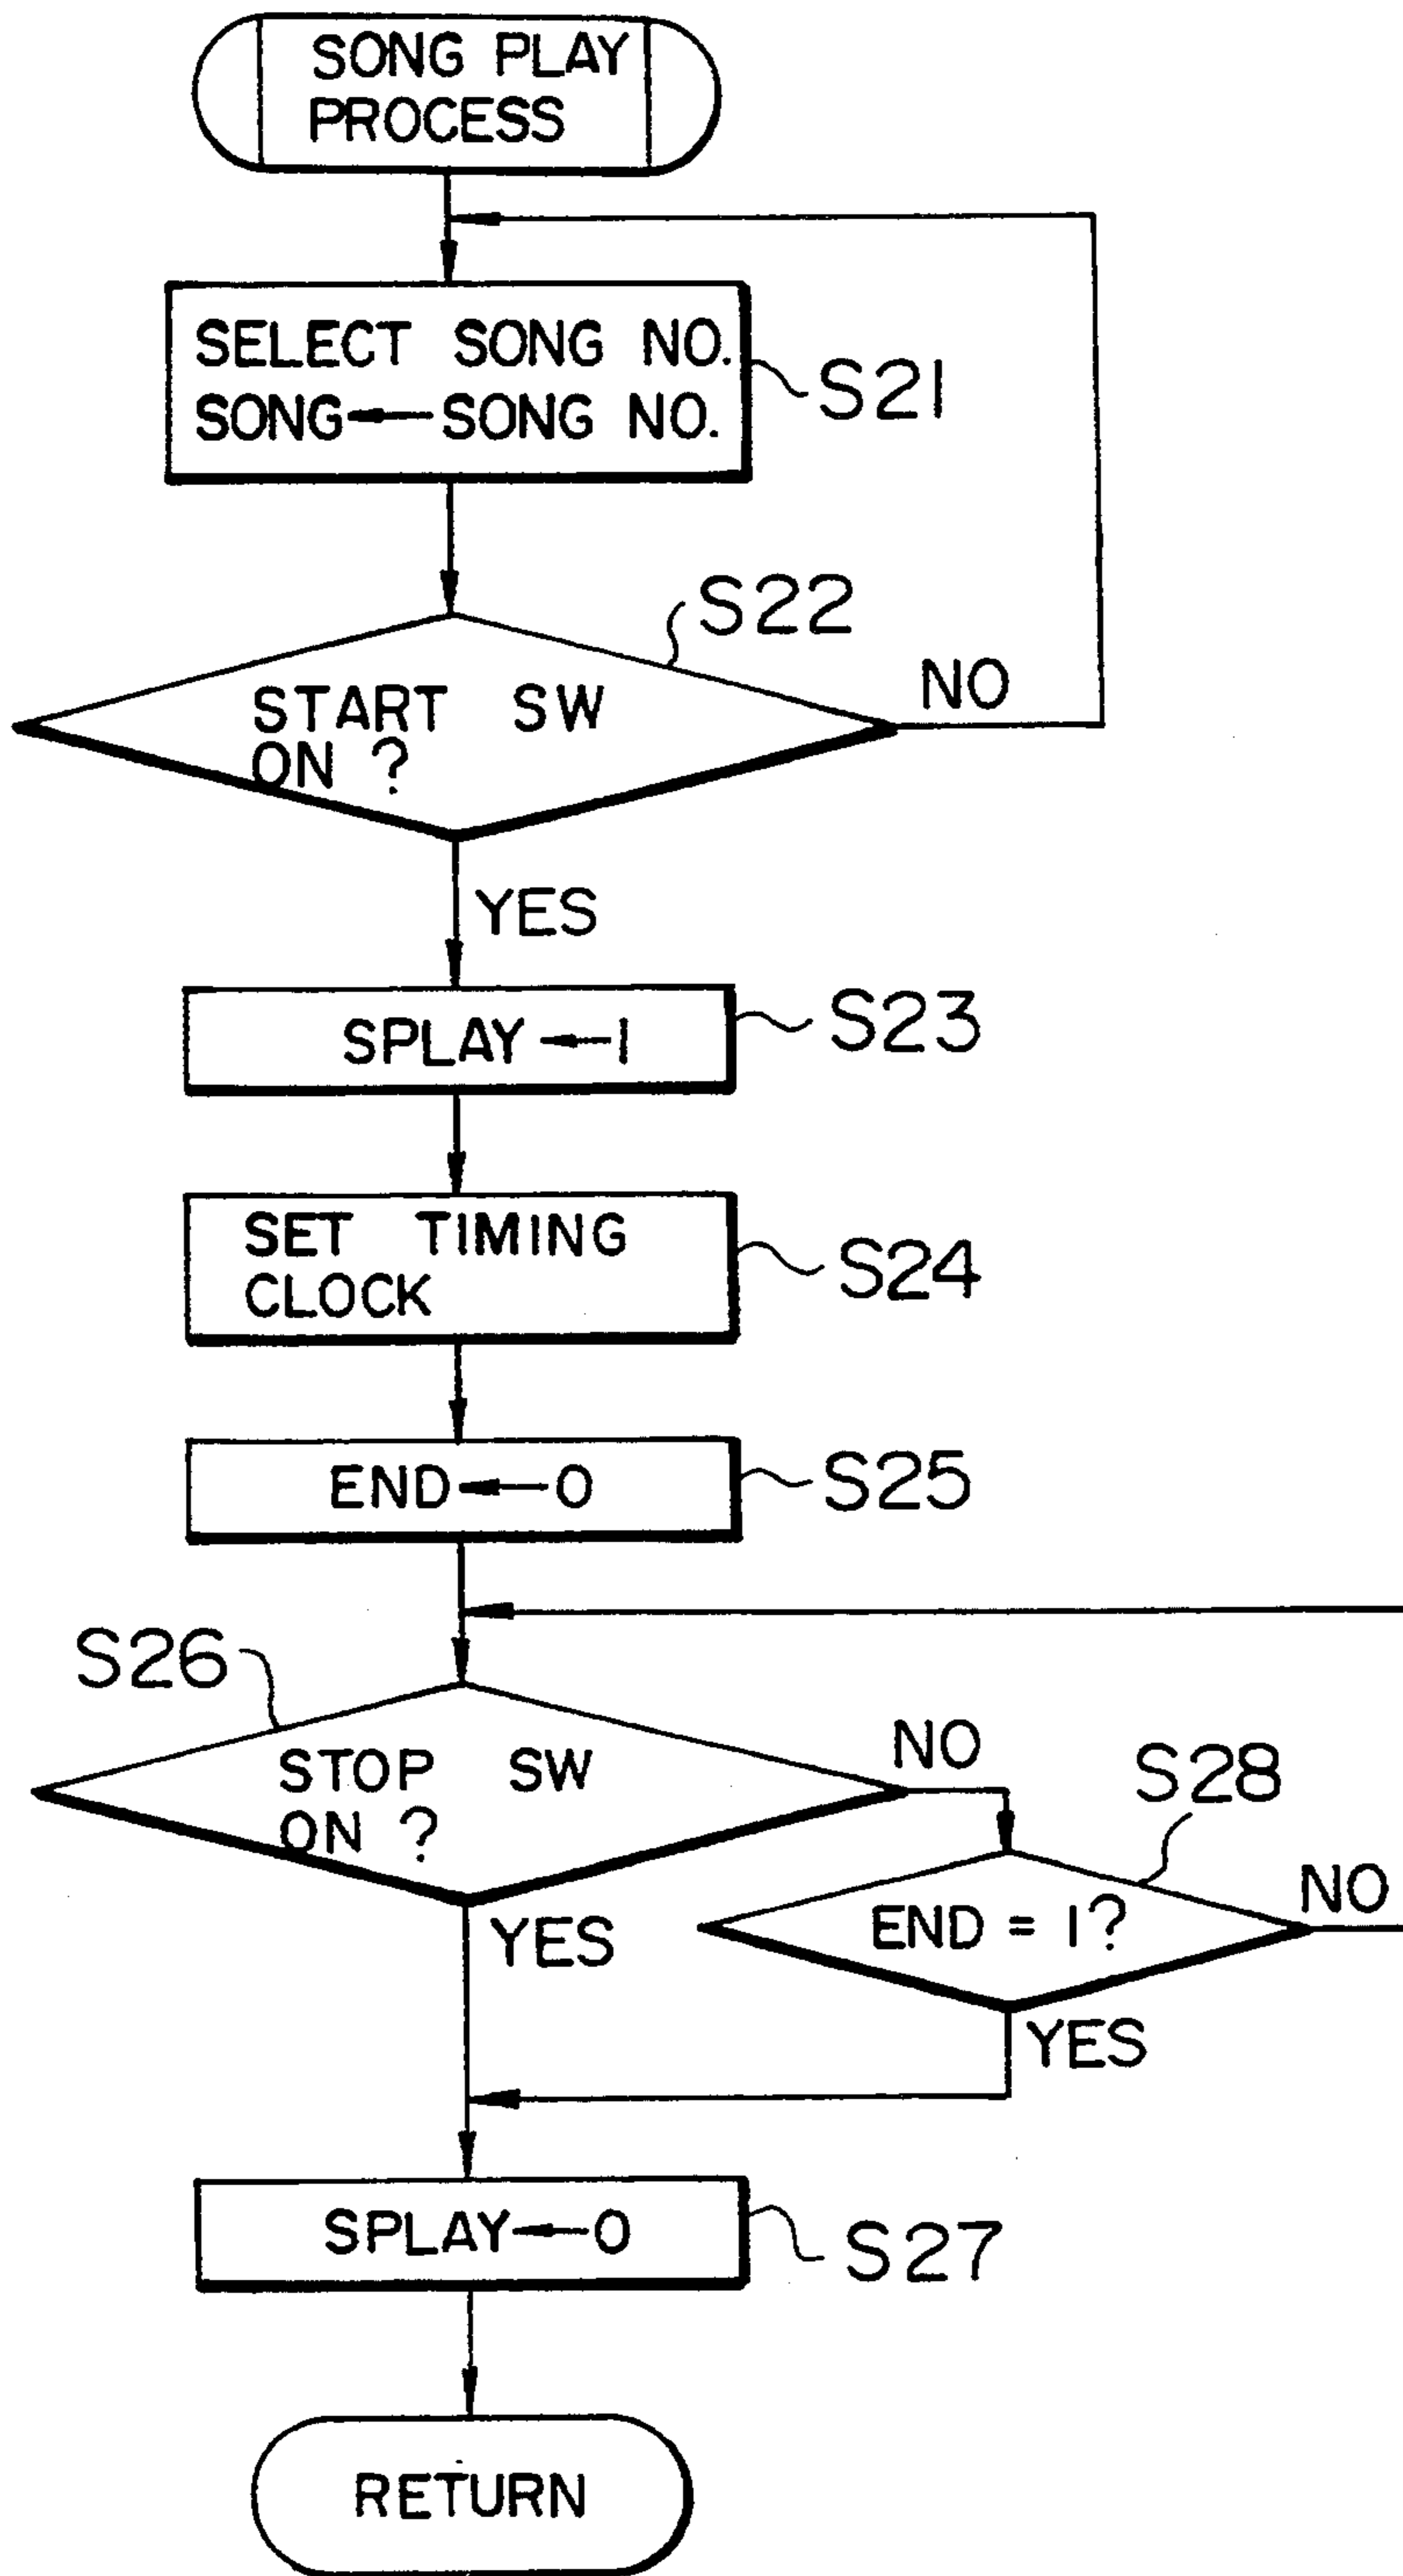 SONG PLAY
PROCESS
SELECT SONG NO.
SONG←SONG NO.
S21
S22
START SW
ON ?
NO
YES
SPLAY←1
S23
SET TIMING
CLOCK
S24
END←0
S25
S26
STOP SW
ON ?
NO
S28
END = 1?
NO
YES
YES
SPLAY←0
S27
RETURN